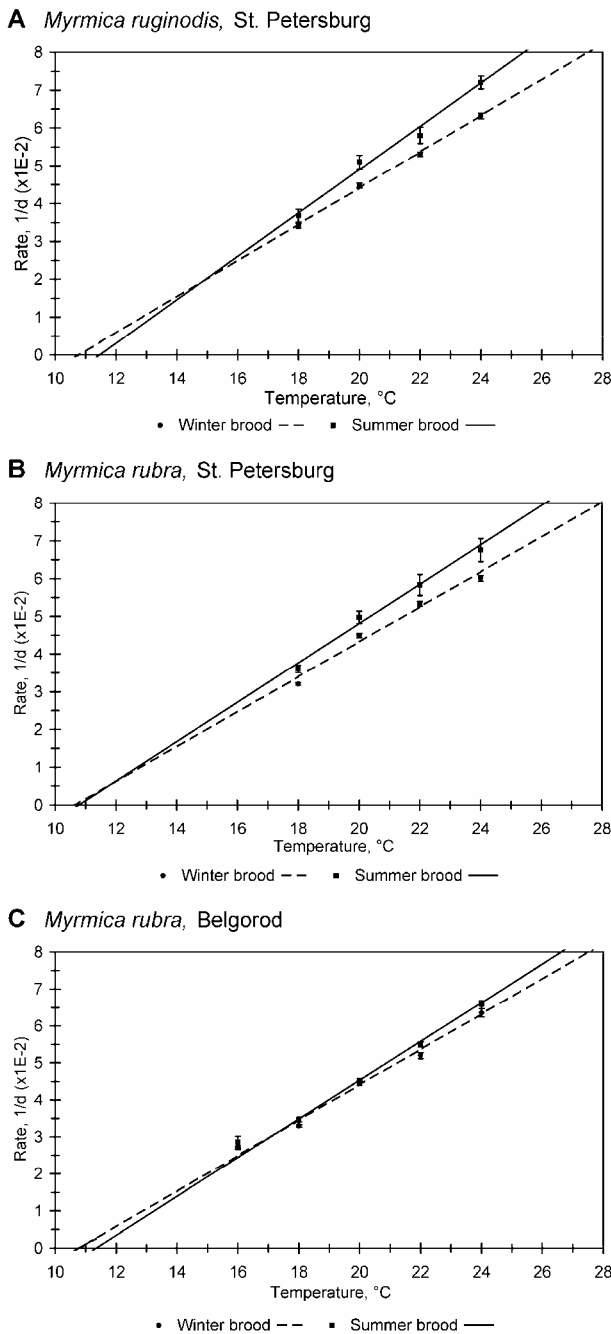 A Myrmica ruginodis, St. Petersburg
8
7
6
5
4
3
2
1
0
Rate, 1/d (x1E-2)
10 12 14 16 18 20 22 24 26 28
Temperature, °C
Winter brood Summer brood
B Myrmica rubra, St. Petersburg
8
7
6
5
4
3
2
1
0
Rate, 1/d (x1E-2)
10 12 14 16 18 20 22 24 26 28
Temperature, °C
Winter brood Summer brood
C Myrmica rubra, Belgorod
8
7
6
5
4
3
2
1
0
Rate, 1/d (x1E-2)
10 12 14 16 18 20 22 24 26 28
Temperature, °C
Winter brood Summer brood